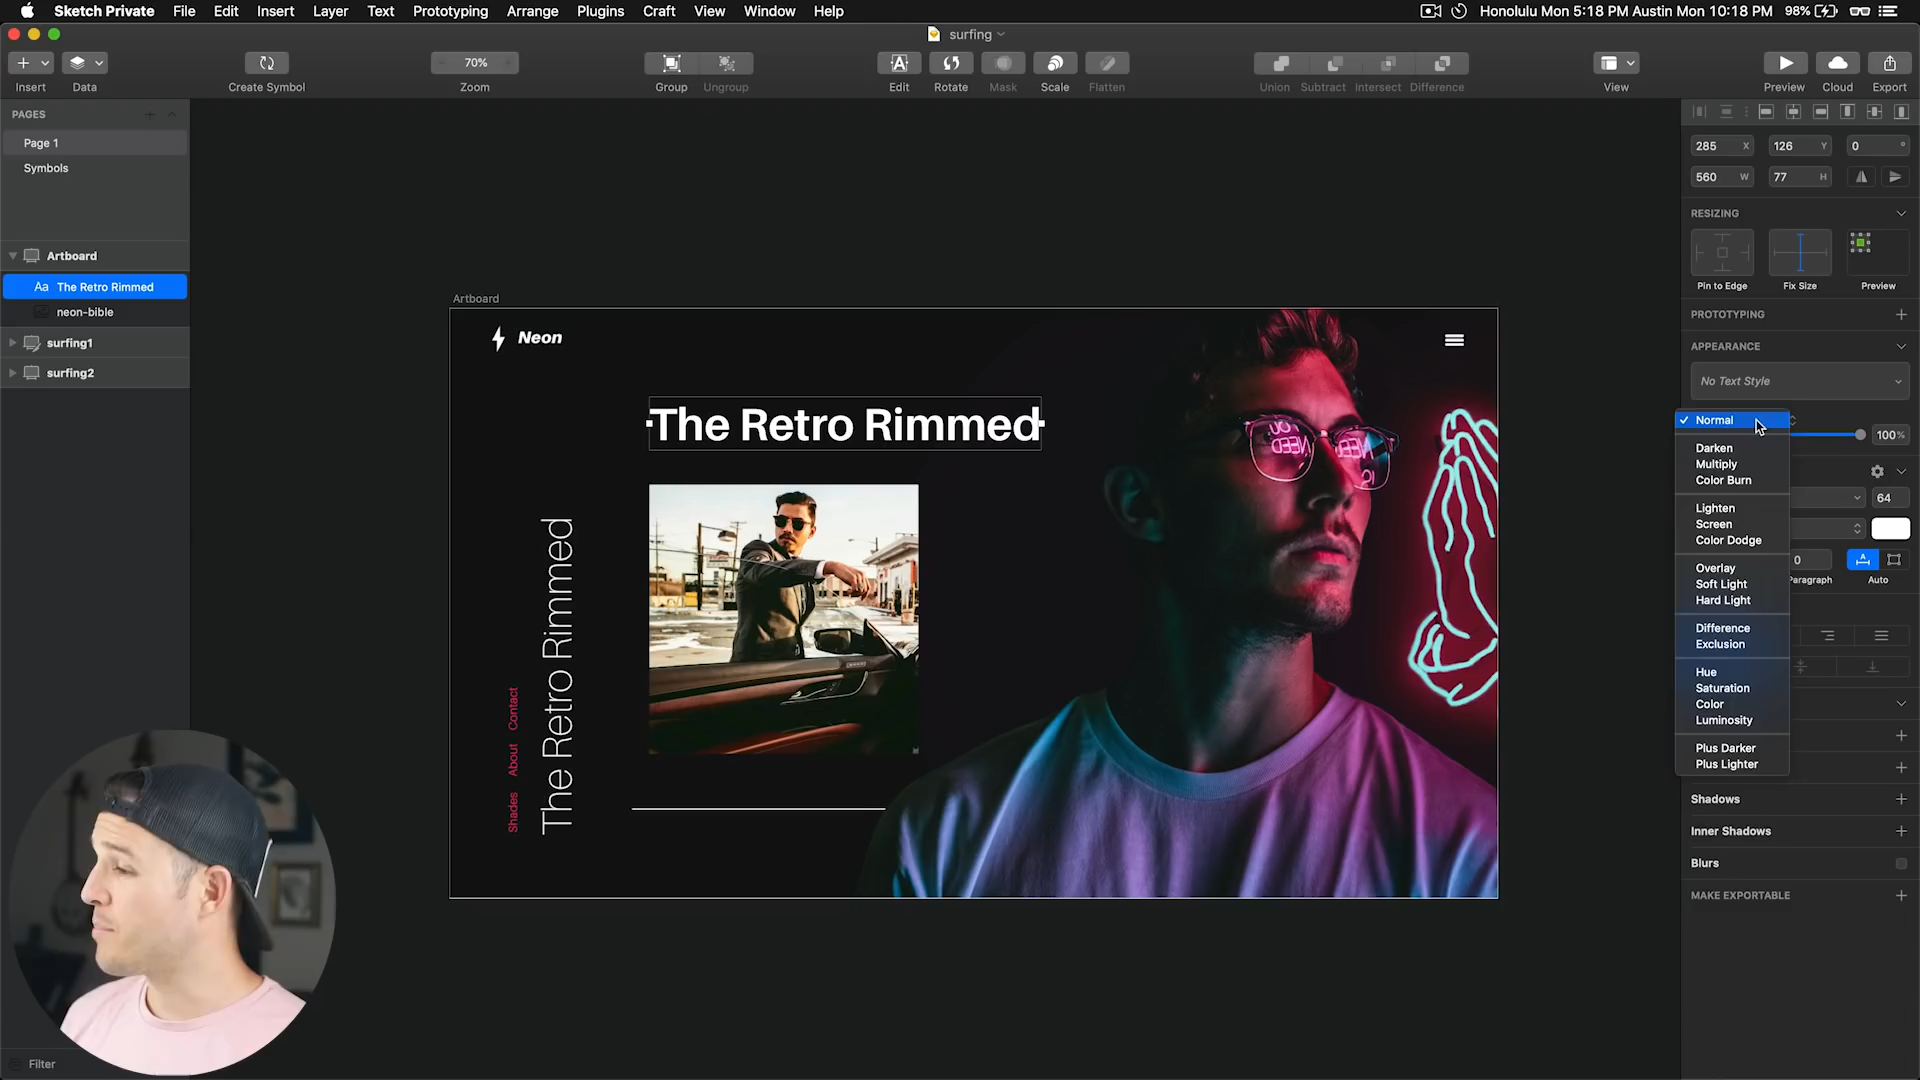 Sketch Private File Edit Insert Layer Text Prototyping Arrange Plugins Craft View Window Help
Honolulu Mon 5:18 PM Austin Mon 10:18 PM 98%
surfing
70%
Insert Data Create Symbol Zoom Group Ungroup Edit Rotate Mask Scale Flatten Union Subtract Intersect Difference View Preview Cloud Export
PAGES
Page 1
Symbols
Artboard
Aa The Retro Rimmed
neon-bible
surfing1
surfing2
Filter
Artboard
Neon
The Retro Rimmed
The Retro Rimmed
Shades About Contact
YOU
NEED
NEED
285 X 126 Y 0 °
560 W 77 H
RESIZING
Pin to Edge Fix Size Preview
PROTOTYPING
APPEARANCE
No Text Style
100%
64
0
Paragraph Auto
Normal
Darken
Multiply
Color Burn
Lighten
Screen
Color Dodge
Overlay
Soft Light
Hard Light
Difference
Exclusion
Hue
Saturation
Color
Luminosity
Plus Darker
Plus Lighter
Shadows
Inner Shadows
Blurs
MAKE EXPORTABLE